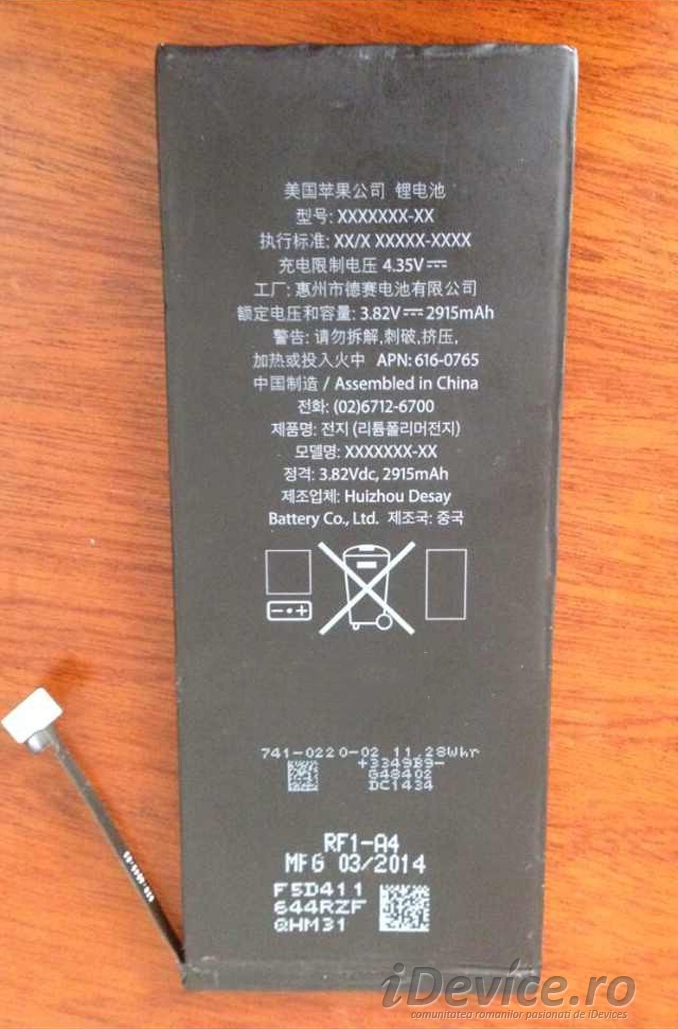 美国苹果公司 锂电池
型号: XXXXXXX-XX
执行标准: XX/X XXXXX-XXXX
充电限制电压 4.35V⎓
工厂: 惠州市德赛电池有限公司
额定电压和容量: 3.82V⎓2915mAh
警告: 请勿拆解,刺破,挤压,
加热或投入火中 APN: 616-0765
中国制造 / Assembled in China
전화: (02)6712-6700
제품명: 전지 (리튬폴리머전지)
모델명: XXXXXXX-XX
정격: 3.82Vdc, 2915mAh
제조업체: Huizhou Desay
Battery Co., Ltd. 제조국: 중국
741-0220-02 11.28Whr
+3349B9-
G48402
DC1434
RF1-A4
MFG 03/2014
F5D411
644RZF
QHM31
iDevice.ro
comunitatea romanilor pasionati de iDevices